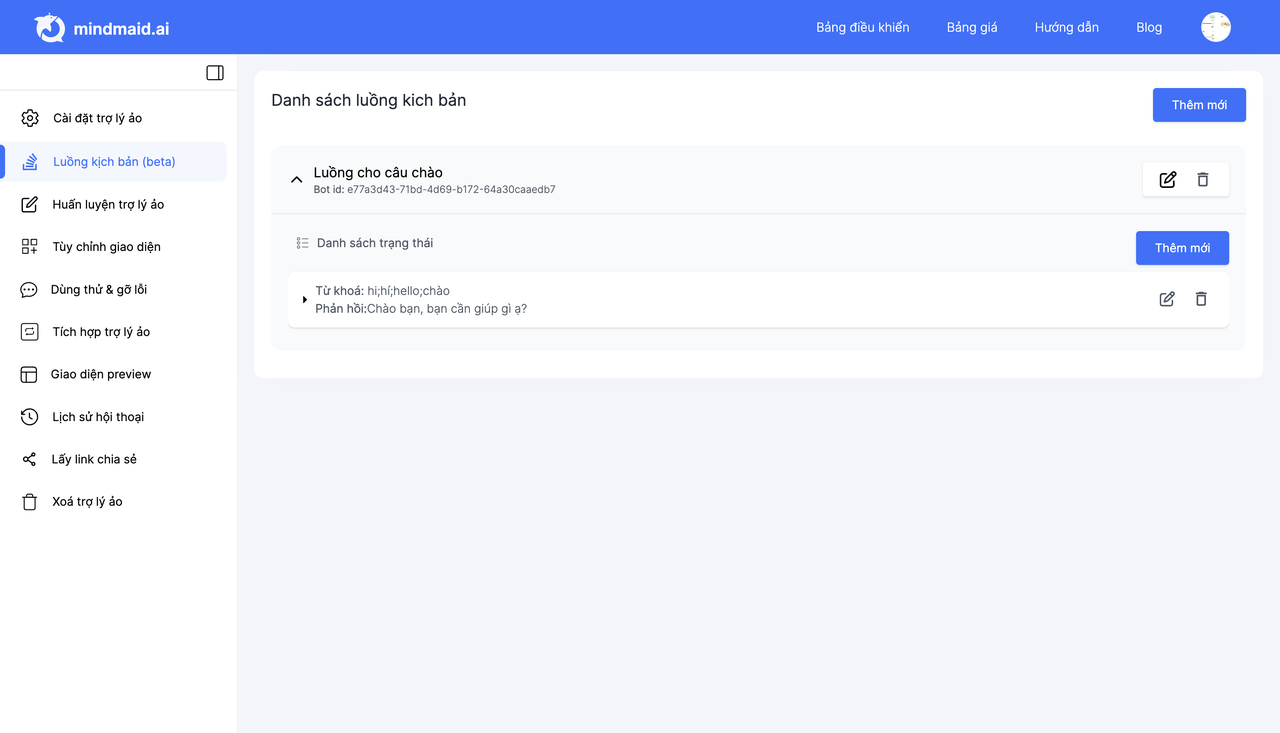 mindmaid.ai
Bảng điều khiển
Bảng giá
Hướng dẫn
Blog
Cài đặt trợ lý ảo
Luồng kịch bản (beta)
Huấn luyện trợ lý ảo
Tùy chỉnh giao diện
Dùng thử & gỡ lỗi
Tích hợp trợ lý ảo
Giao diện preview
Lịch sử hội thoại
Lấy link chia sẻ
Xoá trợ lý ảo
Danh sách luồng kich bản
Thêm mới
Luồng cho câu chào
Bot id: e77a3d43-71bd-4d69-b172-64a30caaedb7
Danh sách trạng thái
Thêm mới
Từ khoá: hi;hí;hello;chào
Phản hồi:Chào bạn, bạn cần giúp gì ạ?